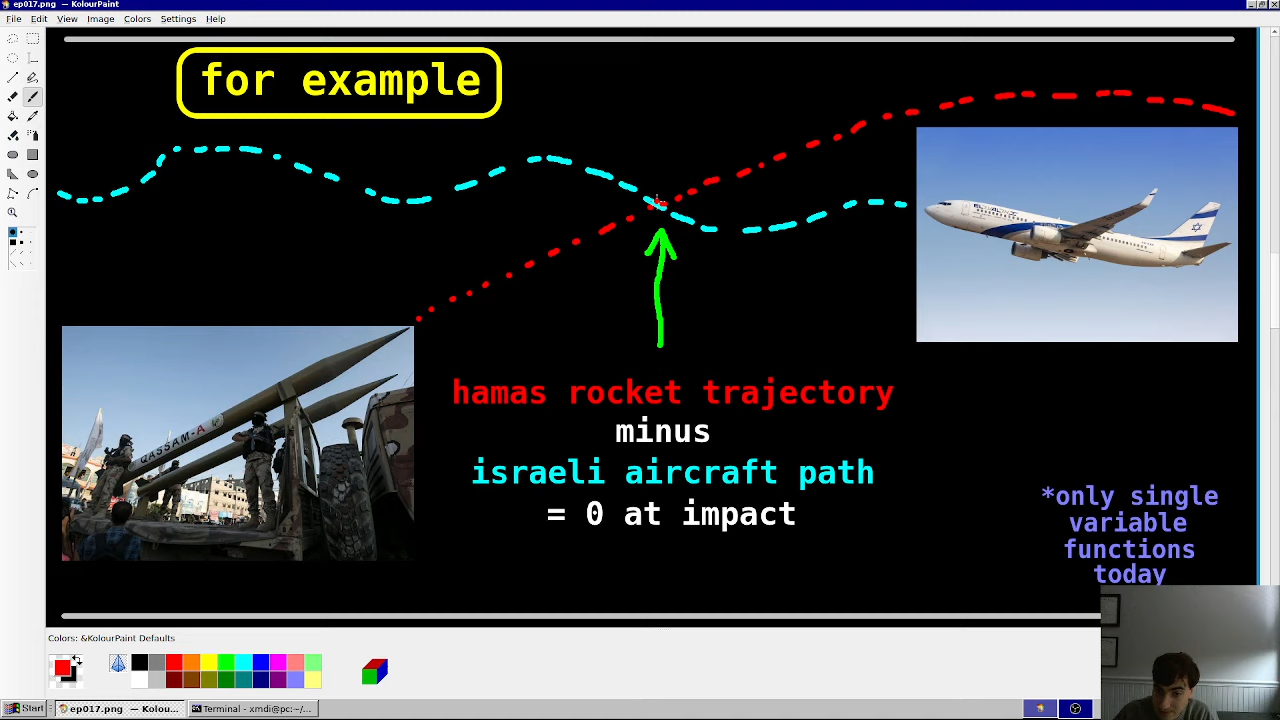 ep017.png — KolourPaint
File Edit View Image Colors Settings Help
for example
QASSAM-A
hamas rocket trajectory
minus
israeli aircraft path
= 0 at impact
*only single
variable
functions
today
Colors: &KolourPaint Defaults
Start
ep017.png — Kolou...
Terminal - xmdi@pc:~/...